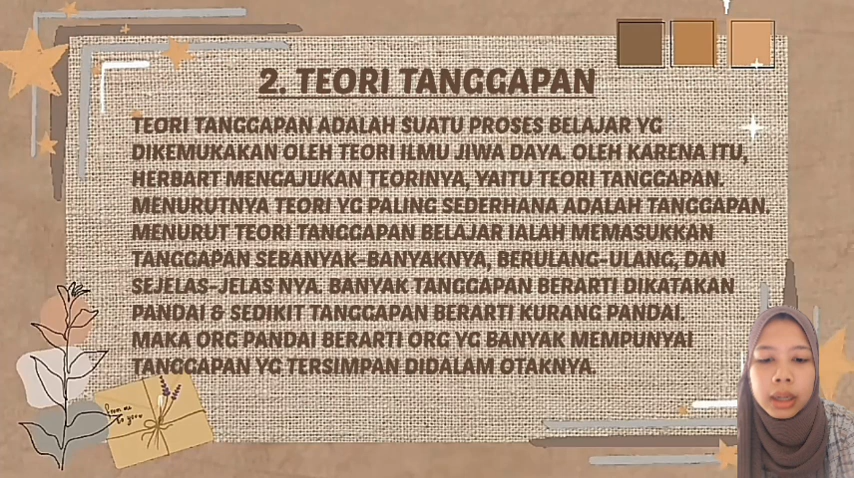 2. TEORI TANGGAPAN
TEORI TANGGAPAN ADALAH SUATU PROSES BELAJAR YG
DIKEMUKAKAN OLEH TEORI ILMU JIWA DAYA. OLEH KARENA ITU,
HERBART MENGAJUKAN TEORINYA, YAITU TEORI TANGGAPAN.
MENURUTNYA TEORI YG PALING SEDERHANA ADALAH TANGGAPAN.
MENURUT TEORI TANGGAPAN BELAJAR IALAH MEMASUKKAN
TANGGAPAN SEBANYAK-BANYAKNYA, BERULANG-ULANG, DAN
SEJELAS-JELAS NYA. BANYAK TANGGAPAN BERARTI DIKATAKAN
PANDAI & SEDIKIT TANGGAPAN BERARTI KURANG PANDAI.
MAKA ORG PANDAI BERARTI ORG YG BANYAK MEMPUNYAI
TANGGAPAN YG TERSIMPAN DIDALAM OTAKNYA.